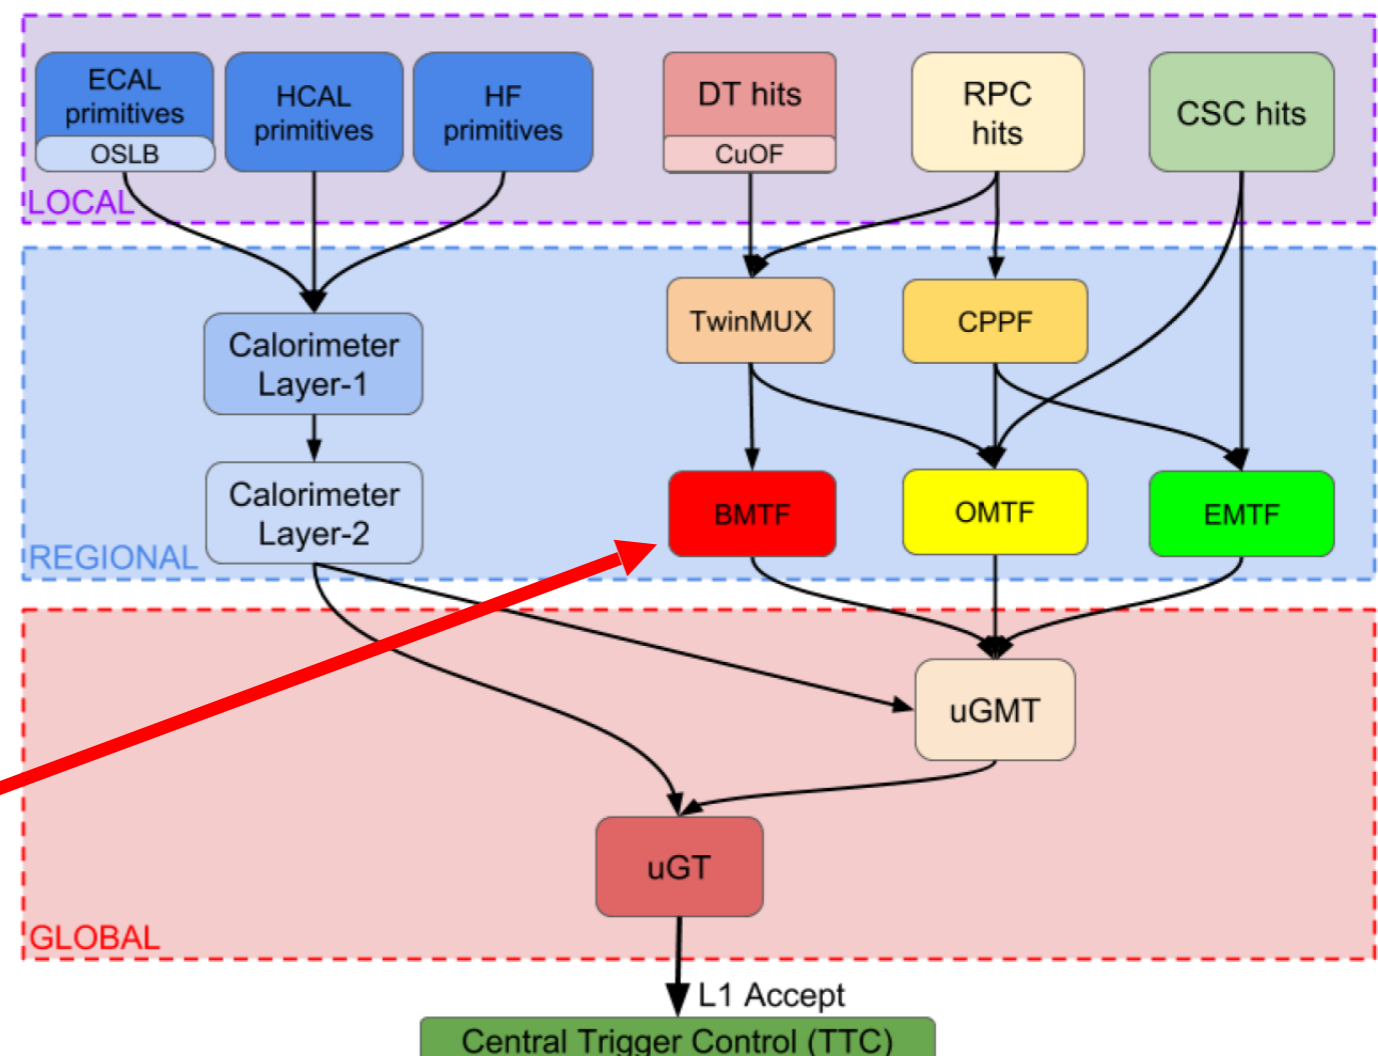 ECAL
primitives
OSLB
HCAL
primitives
HF
primitives
DT hits
CuOF
RPC
hits
CSC hits
LOCAL
Calorimeter
Layer-1
TwinMUX
CPPF
Calorimeter
Layer-2
BMTF
OMTF
EMTF
REGIONAL
uGMT
uGT
GLOBAL
L1 Accept
Central Trigger Control (TTC)